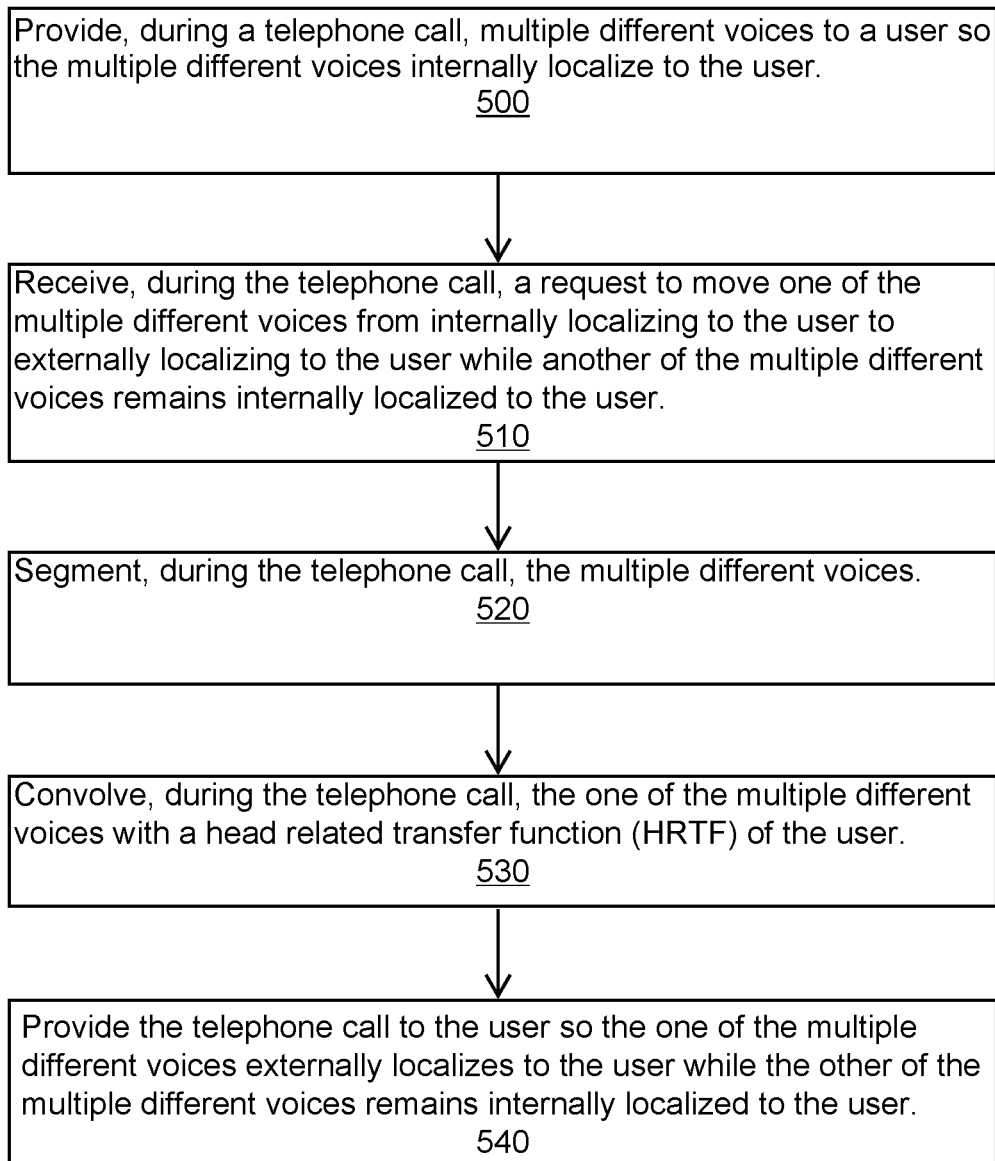 Provide, during a telephone call, multiple different voices to a user so
the multiple different voices internally localize to the user.
500
Receive, during the telephone call, a request to move one of the
multiple different voices from internally localizing to the user to
externally localizing to the user while another of the multiple different
voices remains internally localized to the user.
510
Segment, during the telephone call, the multiple different voices.
520
Convolve, during the telephone call, the one of the multiple different
voices with a head related transfer function (HRTF) of the user.
530
Provide the telephone call to the user so the one of the multiple
different voices externally localizes to the user while the other of the
multiple different voices remains internally localized to the user.
540